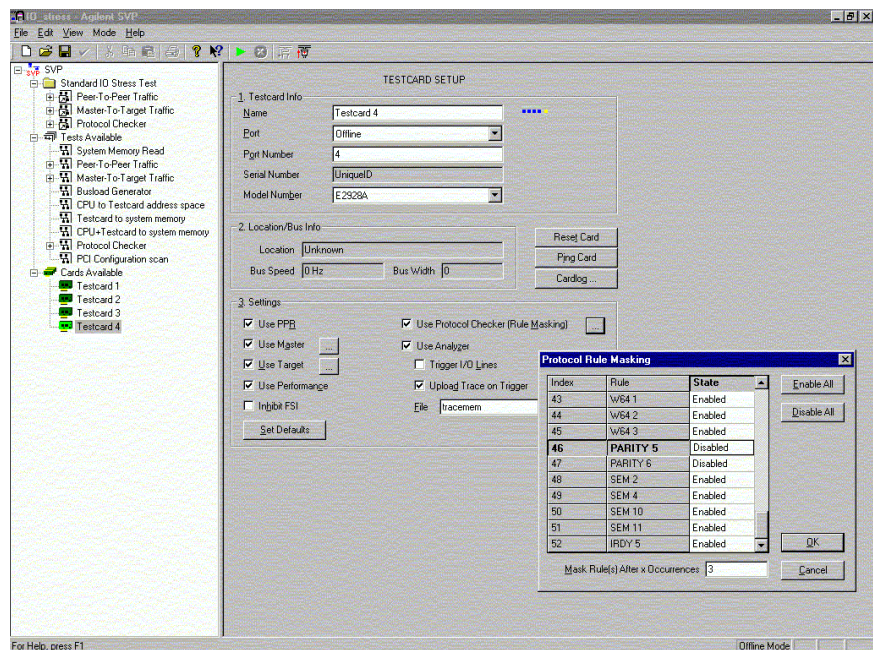 IO_stress - Agilent SVP
File Edit View Mode Help
SVP
SVP
Standard IO Stress Test
Peer-To-Peer Traffic
Master-To-Target Traffic
Protocol Checker
Tests Available
System Memory Read
Peer-To-Peer Traffic
Master-To-Target Traffic
Busload Generator
CPU to Testcard address space
Testcard to system memory
CPU+Testcard to system memory
Protocol Checker
PCI Configuration scan
Cards Available
Testcard 1
Testcard 2
Testcard 3
Testcard 4
TESTCARD SETUP
1. Testcard Info
Name Testcard 4
Port Offline
Port Number 4
Serial Number UniqueID
Model Number E2928A
2. Location/Bus Info
Location Unknown
Bus Speed 0 Hz Bus Width 0
Reset Card
Ping Card
Cardlog ...
3. Settings
Use PPR
Use Master ...
Use Target ...
Use Performance
Inhibit FSI
Set Defaults
Use Protocol Checker (Rule Masking) ...
Use Analyzer
Trigger I/O Lines
Upload Trace on Trigger
File tracemem
Protocol Rule Masking
Index Rule State
43 W64 1 Enabled
44 W64 2 Enabled
45 W64 3 Enabled
46 PARITY 5 Disabled
47 PARITY 6 Disabled
48 SEM 2 Enabled
49 SEM 4 Enabled
50 SEM 10 Enabled
51 SEM 11 Enabled
52 IRDY 5 Enabled
Enable All
Disable All
OK
Mask Rule(s) After x Occurrences 3
Cancel
For Help, press F1
Offline Mode